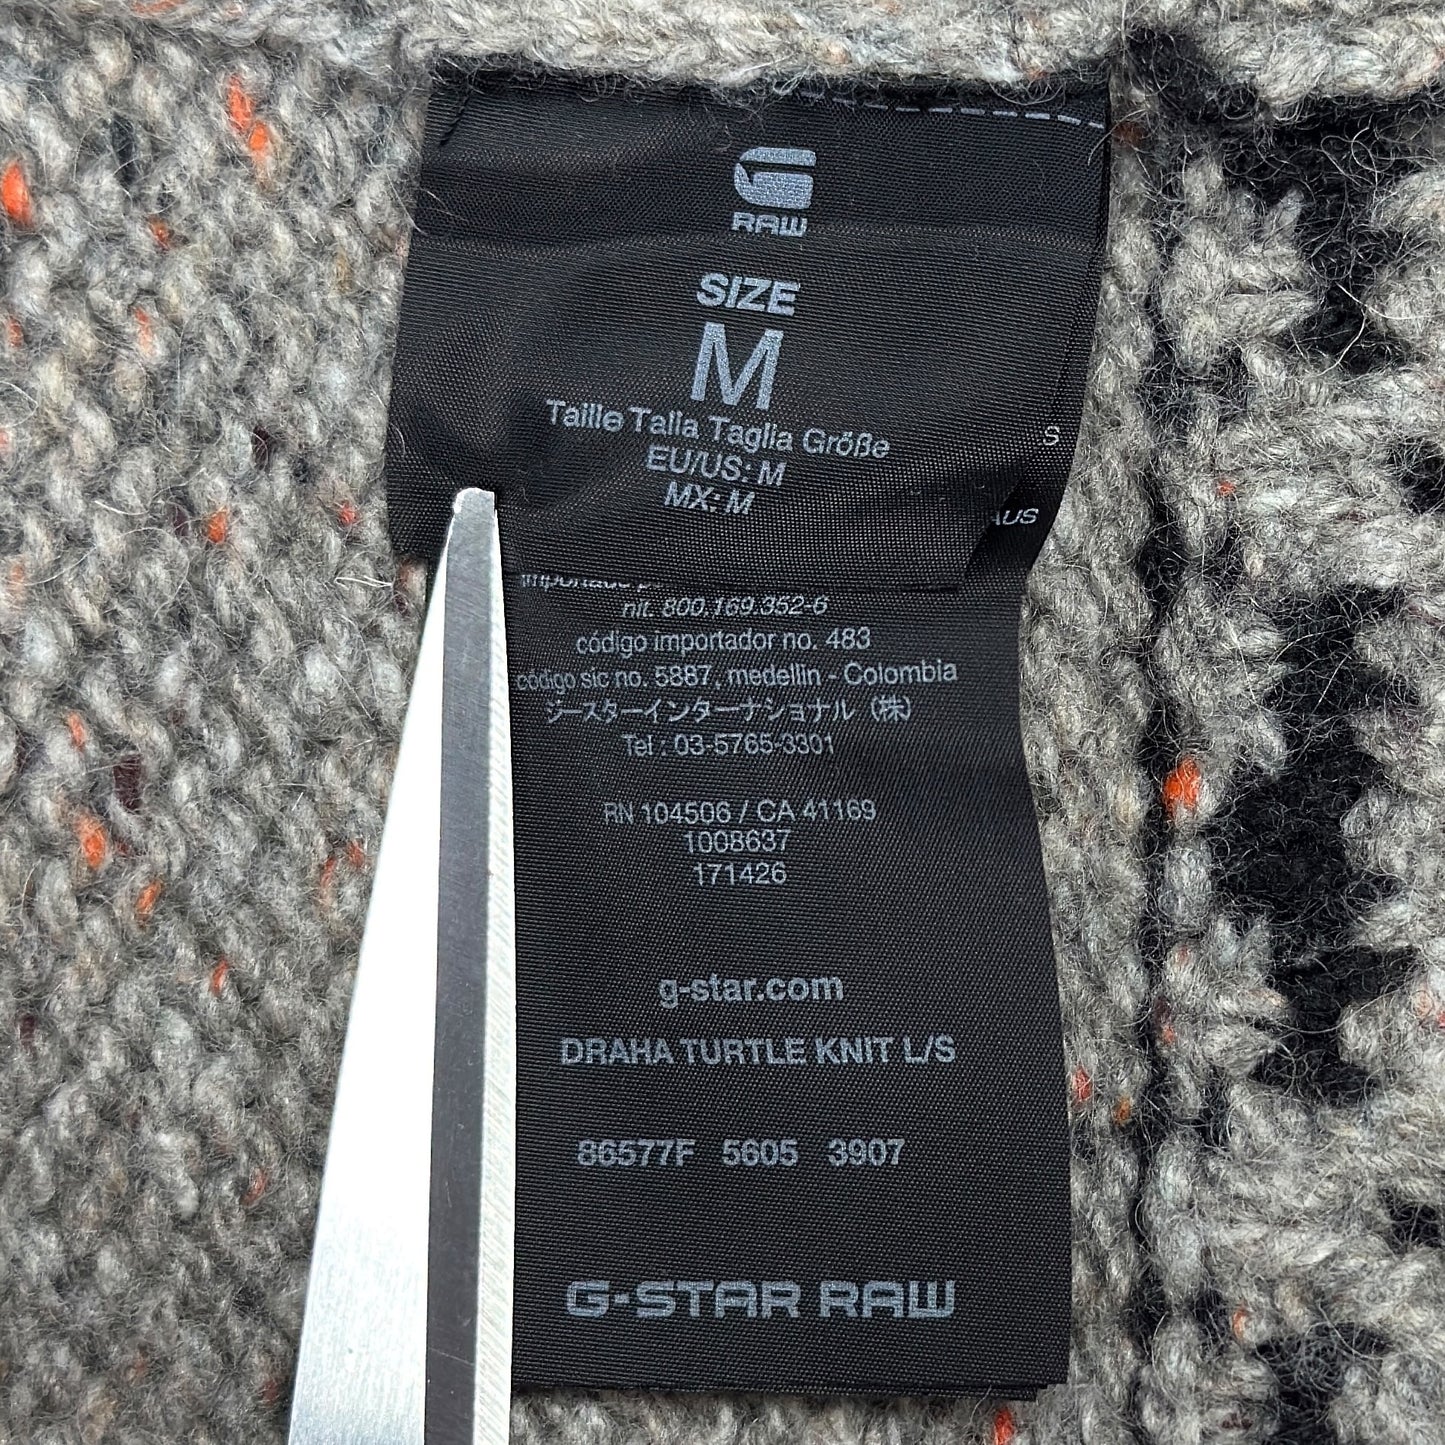 G
RAW
SIZE
M
Taille Talla Taglia Größe
EU/US: M
MX: M
S
AUS
nit. 800.169.352-6
código importador no. 483
código sic no. 5887, medellin - Colombia
ジースターインターナショナル (株)
Tel : 03-5765-3301
RN 104506 / CA 41169
1008637
171426
g-star.com
DRAHA TURTLE KNIT L/S
86577F 5605 3907
G-STAR RAW